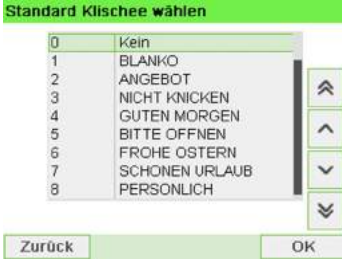 Standard Klischee wählen
0 Kein
1 BLANKO
2 ANGEBOT
3 NICHT KNICKEN
4 GUTEN MORGEN
5 BITTE OFFNEN
6 FROHE OSTERN
7 SCHONEN URLAUB
8 PERSONLICH
Zurück OK